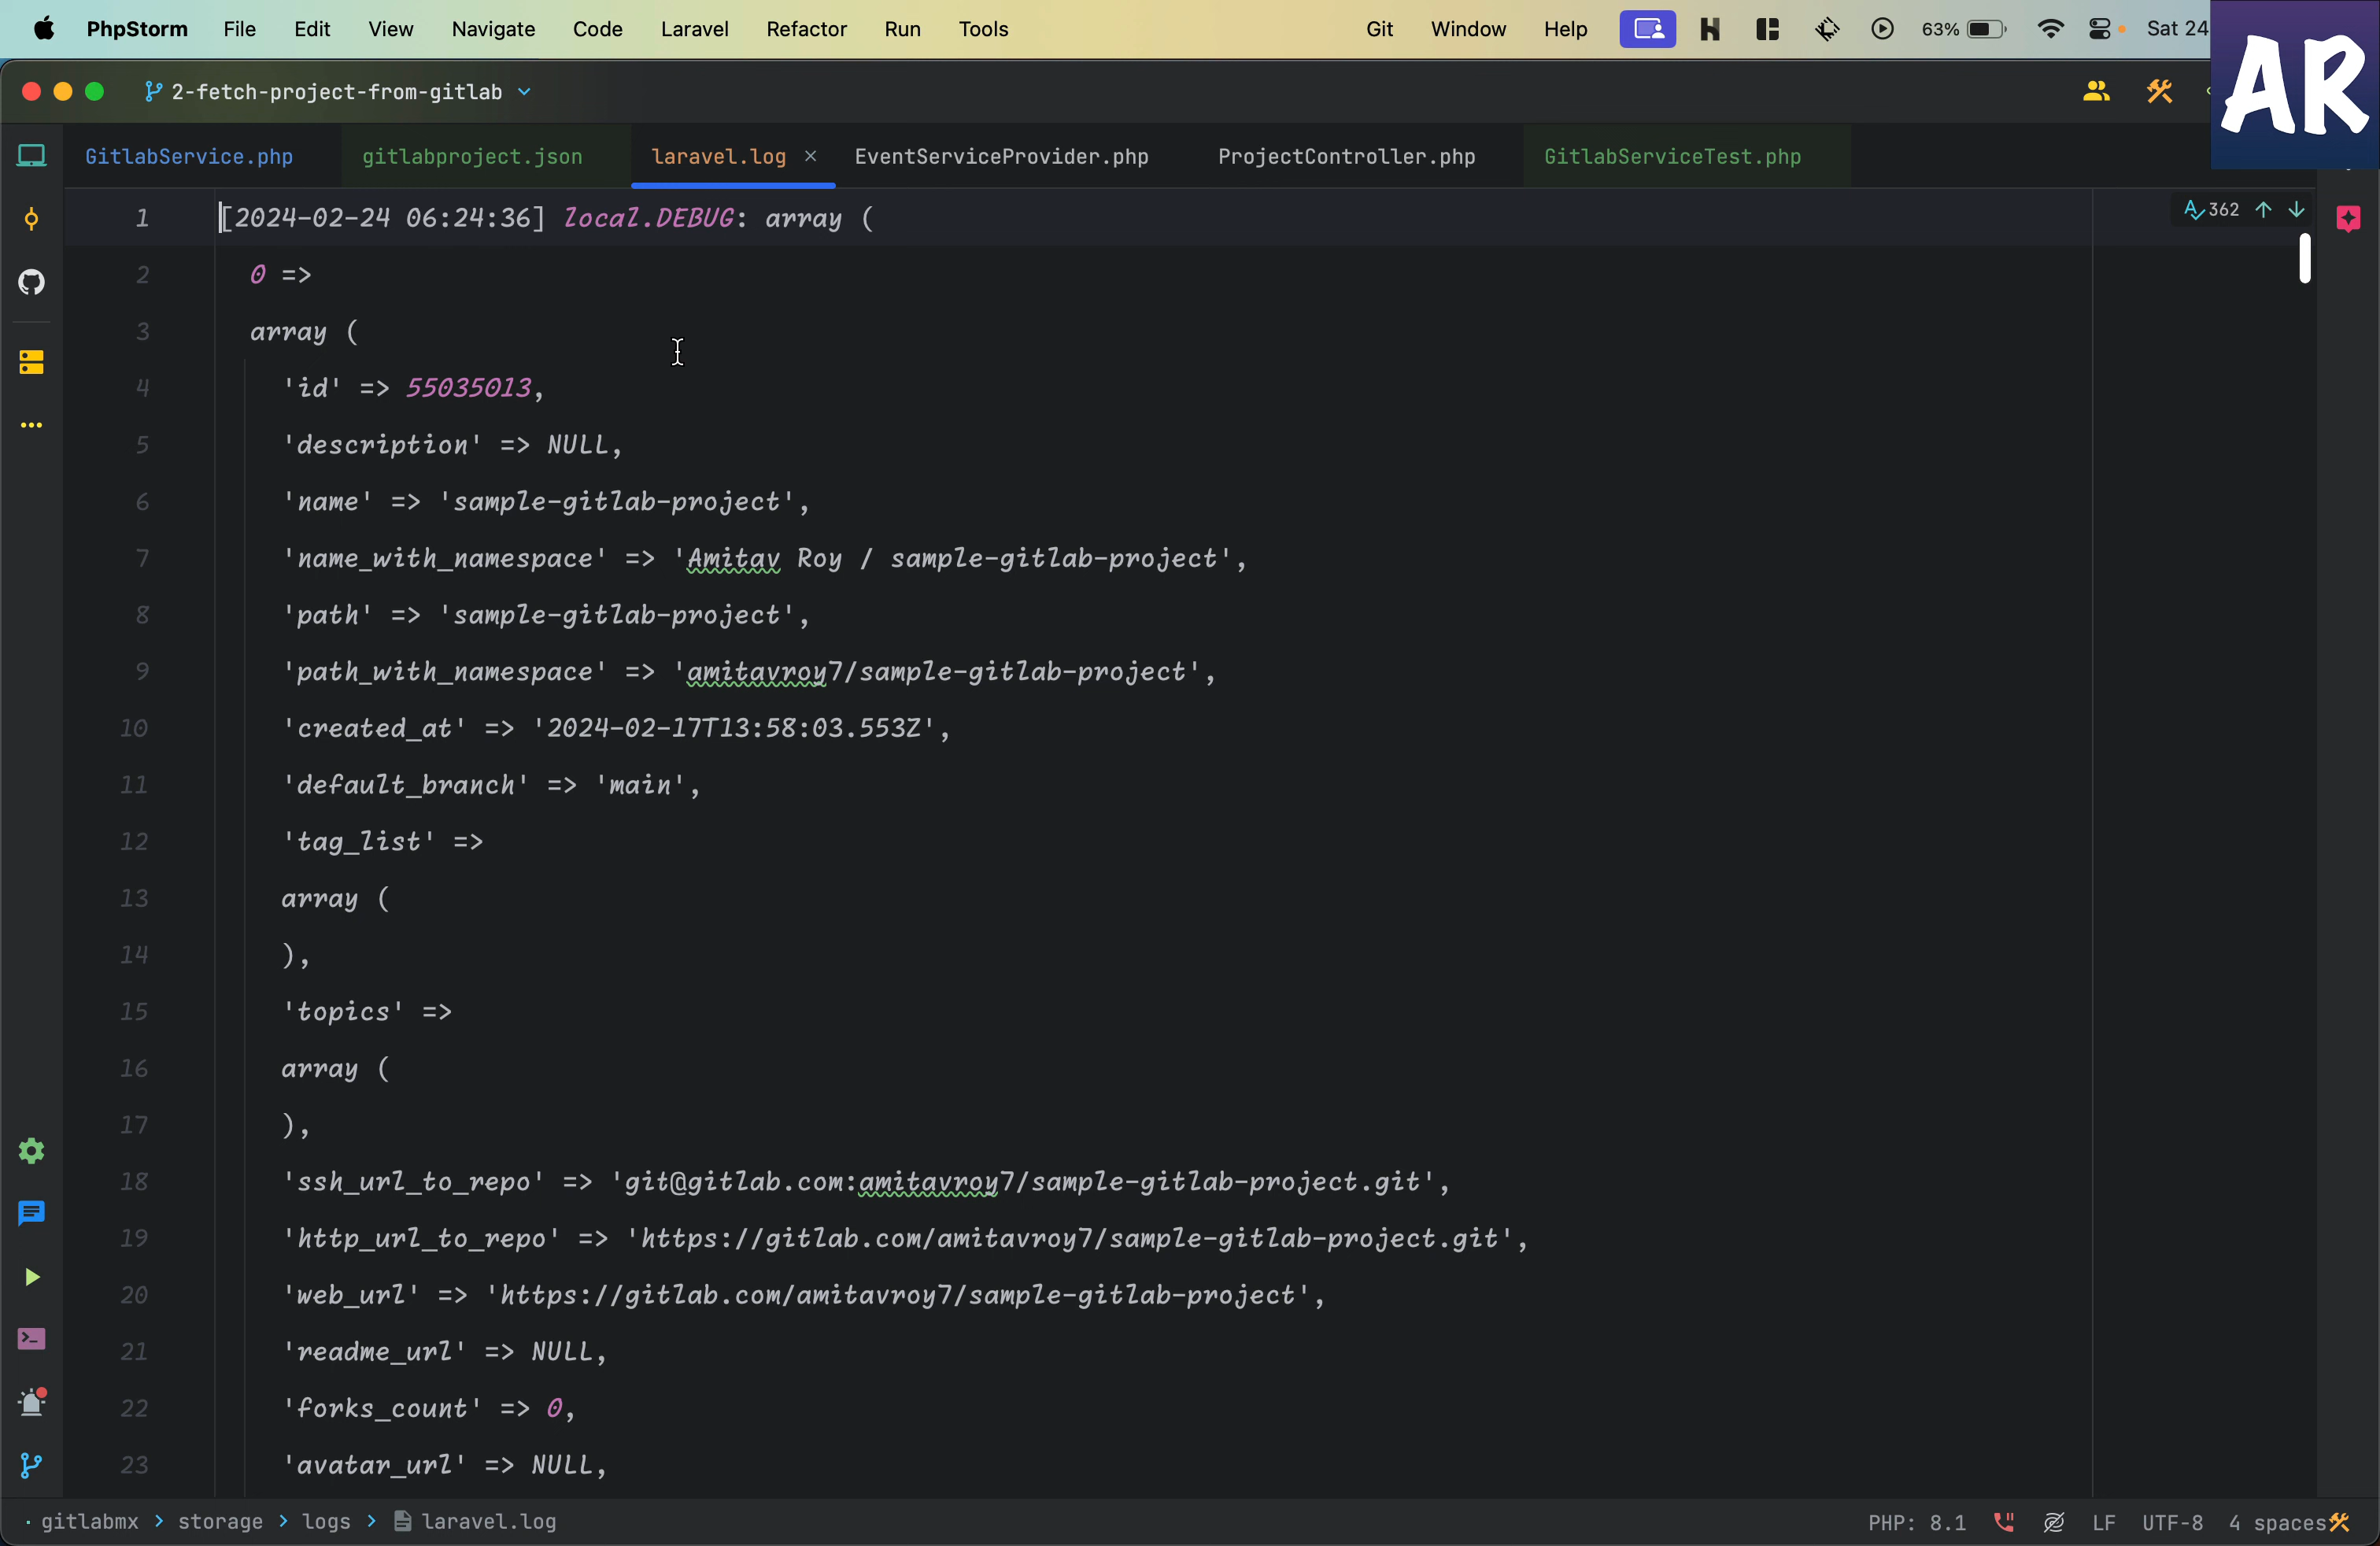 PhpStorm File Edit View Navigate Code Laravel Refactor Run Tools Git Window Help 63% Sat 24
AR
2-fetch-project-from-gitlab
GitlabService.php gitlabproject.json laravel.log EventServiceProvider.php ProjectController.php GitlabServiceTest.php
362
1 [2024-02-24 06:24:36] local.DEBUG: array (
2 0 =>
3 array (
4 'id' => 55035013,
5 'description' => NULL,
6 'name' => 'sample-gitlab-project',
7 'name_with_namespace' => 'Amitav Roy / sample-gitlab-project',
8 'path' => 'sample-gitlab-project',
9 'path_with_namespace' => 'amitavroy7/sample-gitlab-project',
10 'created_at' => '2024-02-17T13:58:03.553Z',
11 'default_branch' => 'main',
12 'tag_list' =>
13 array (
14 ),
15 'topics' =>
16 array (
17 ),
18 'ssh_url_to_repo' => 'git@gitlab.com:amitavroy7/sample-gitlab-project.git',
19 'http_url_to_repo' => 'https://gitlab.com/amitavroy7/sample-gitlab-project.git',
20 'web_url' => 'https://gitlab.com/amitavroy7/sample-gitlab-project',
21 'readme_url' => NULL,
22 'forks_count' => 0,
23 'avatar_url' => NULL,
gitlabmx > storage > logs > laravel.log PHP: 8.1 LF UTF-8 4 spaces